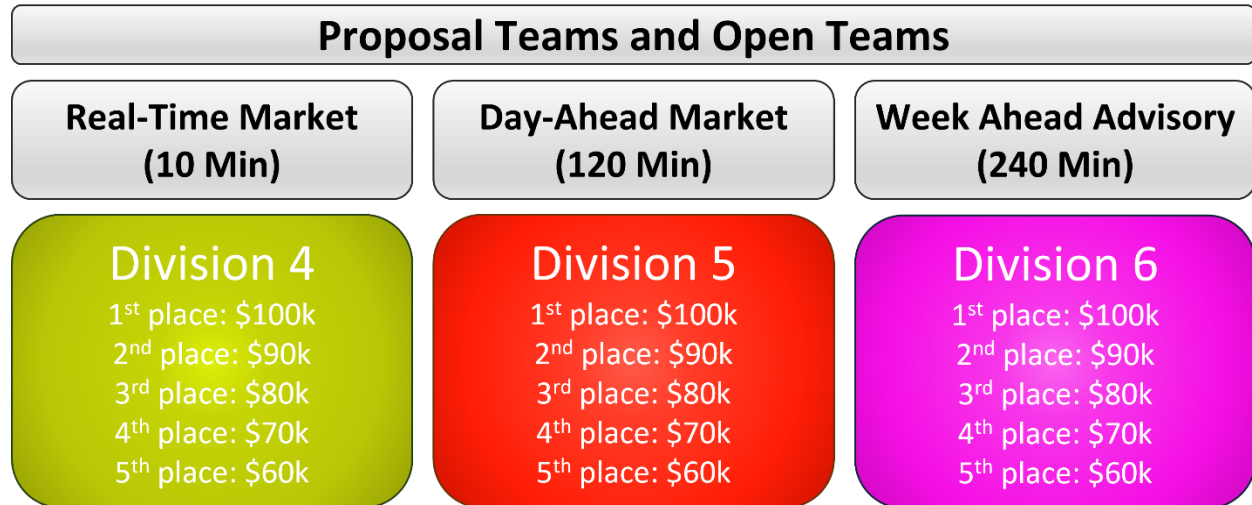 Proposal Teams and Open Teams
Real-Time Market
(10 Min)
Day-Ahead Market
(120 Min)
Week Ahead Advisory
(240 Min)
Division 4
1st place: $100k
2nd place: $90k
3rd place: $80k
4th place: $70k
5th place: $60k
Division 5
1st place: $100k
2nd place: $90k
3rd place: $80k
4th place: $70k
5th place: $60k
Division 6
1st place: $100k
2nd place: $90k
3rd place: $80k
4th place: $70k
5th place: $60k